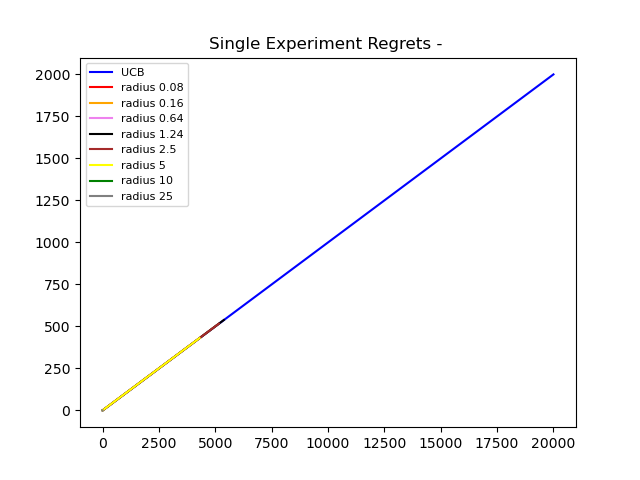 Single Experiment Regrets -
2000
1750
1500
1250
1000
750
500
250
0
UCB
radius 0.08
radius 0.16
radius 0.64
radius 1.24
radius 2.5
radius 5
radius 10
radius 25
0 2500 5000 7500 10000 12500 15000 17500 20000